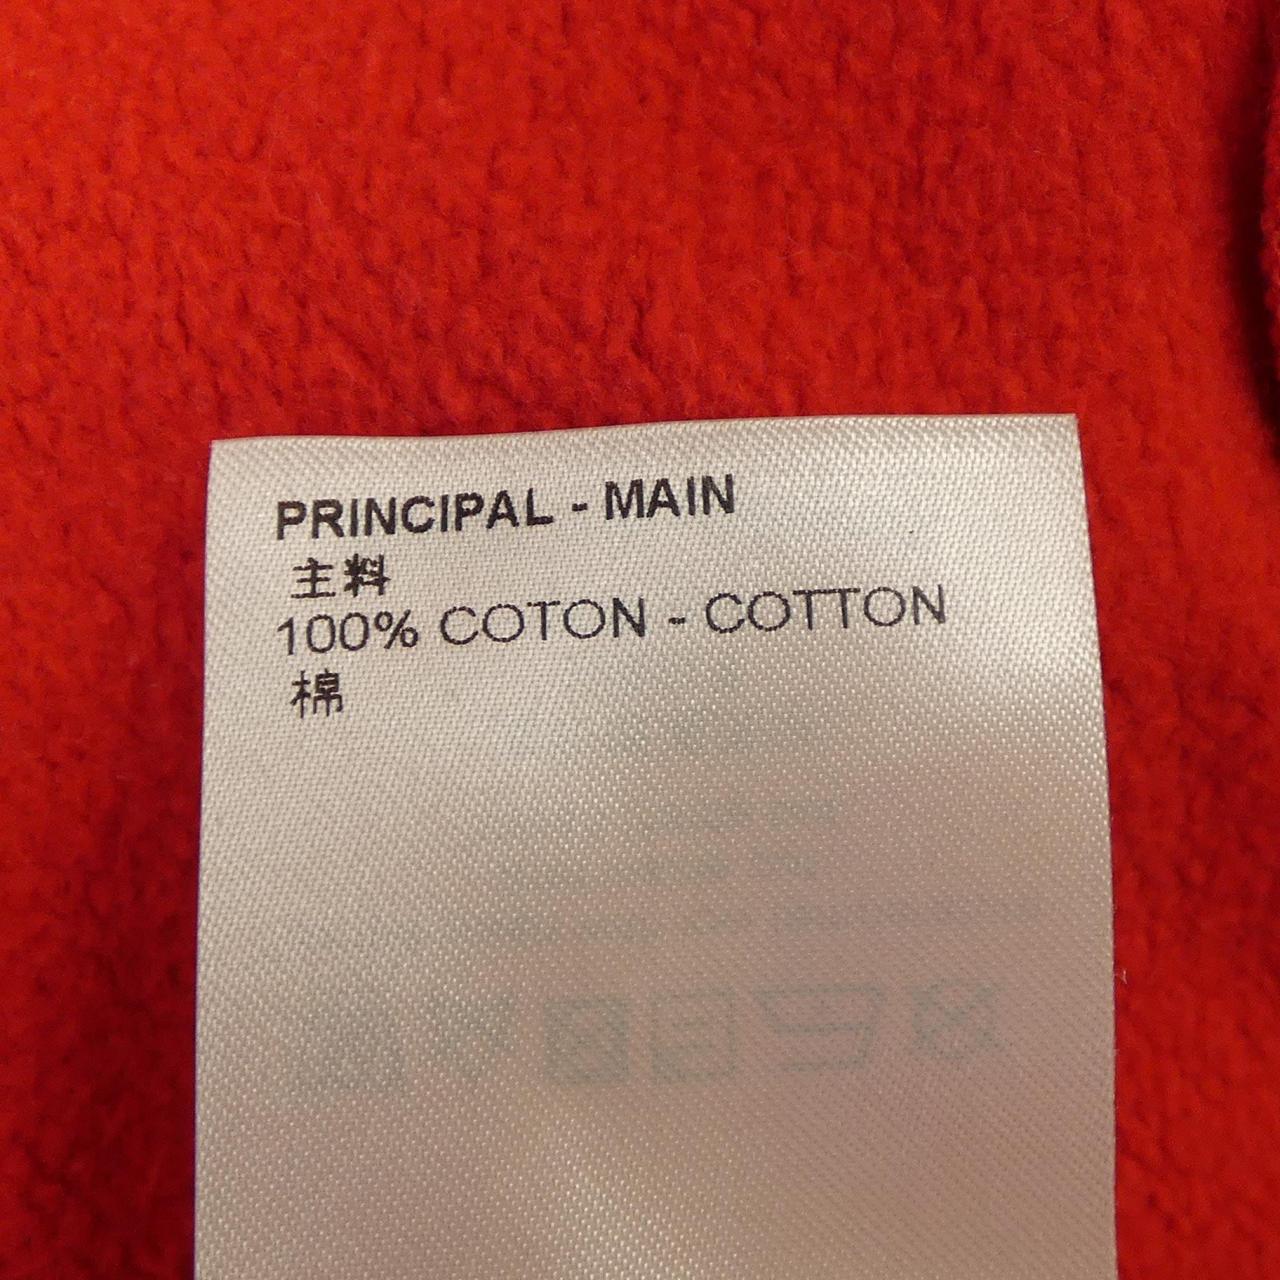 PRINCIPAL - MAIN
主料
100% COTON - COTTON
棉